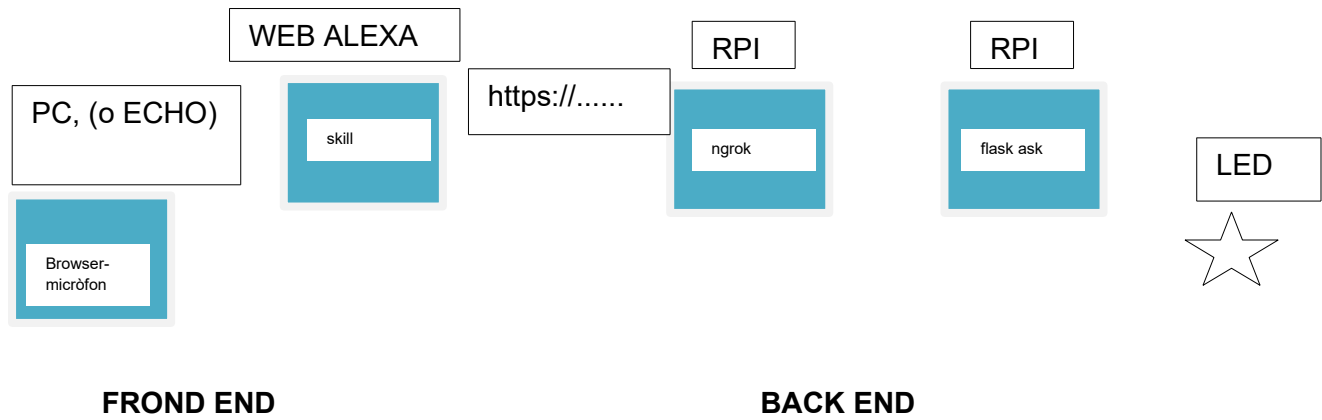 WEB ALEXA
RPI
RPI
PC, (o ECHO)
https://......
skill
ngrok
flask ask
LED
Browser-
micròfon
FROND END
BACK END